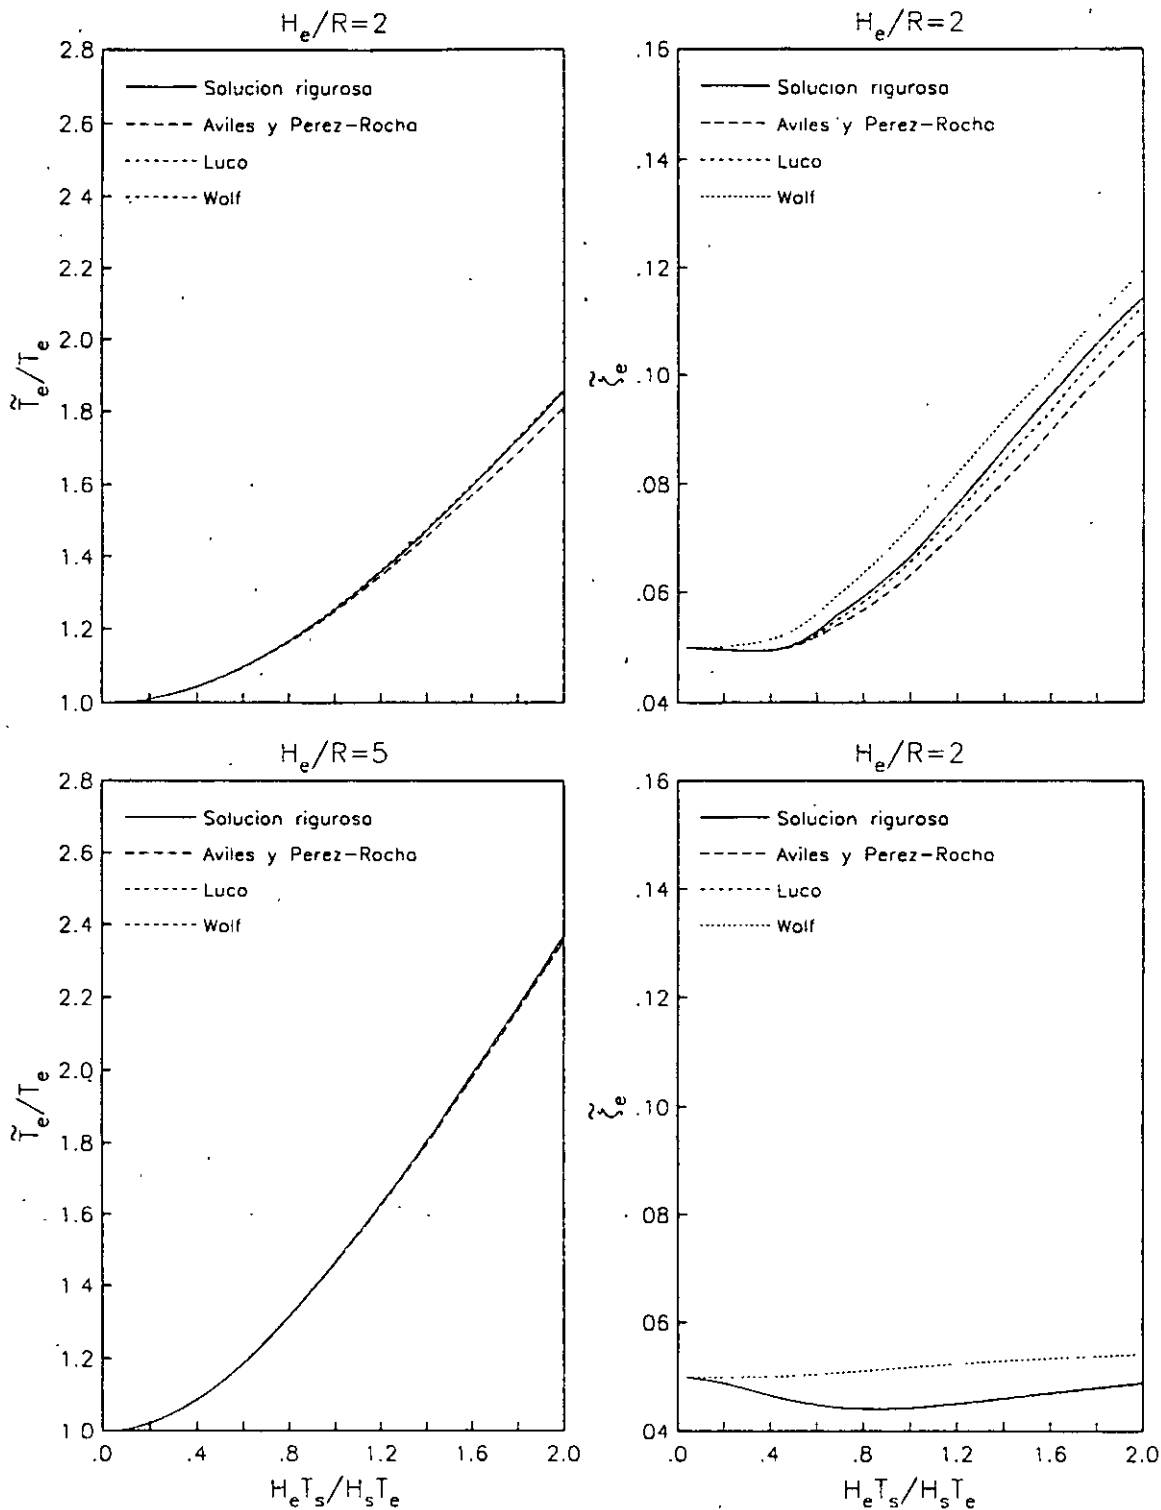 H_e/R=2
2.8
Solucion rigurosa
2.6
Aviles y Perez-Rocha
Luco
2.4
Wolf
2.2
2.0
T̃_e/T_e
1.8
1.6
1.4
1.2
1.0
H_e/R=2
.16
Solucion rigurosa
Aviles y Perez-Rocha
.14
Luco
Wolf
.12
.10
ζ̃_e
.08
.06
.04
H_e/R=5
2.8
Solucion rigurosa
2.6
Aviles y Perez-Rocha
Luco
2.4
Wolf
2.2
2.0
T̃_e/T_e
1.8
1.6
1 4
1.2
1 0
.0 .4 .8 1.2 1.6 2.0
H_eT_s/H_sT_e
H_e/R=2
.16
Solucion rigurosa
Aviles y Perez-Rocha
.14
Luco
Wolf
.12
.10
ζ̃_e
08
06
04
.0 .4 .8 1.2 1.6 2.0
H_eT_s/H_sT_e